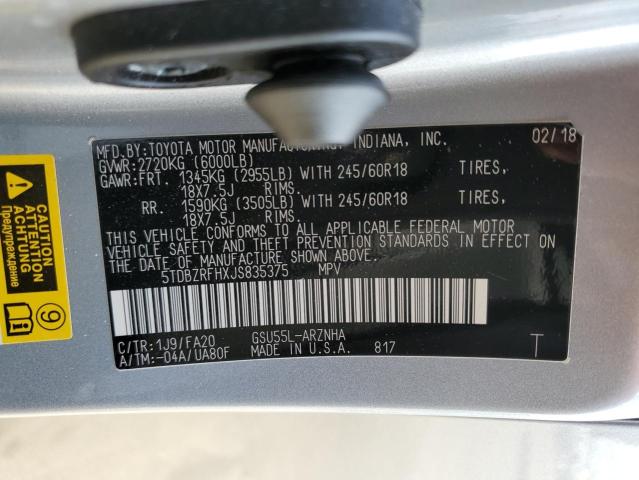 MFD.BY:TOYOTA MOTOR MANUFACTURING, INDIANA, INC. 02/18
GVWR:2720KG (6000LB)
GAWR:FRT. 1345KG (2955LB) WITH 245/60R18 TIRES,
18X7.5J RIMS.
RR. 1590KG (3505LB) WITH 245/60R18 TIRES,
18X7.5J RIMS.
THIS VEHICLE CONFORMS TO ALL APPLICABLE FEDERAL MOTOR
VEHICLE SAFETY AND THEFT PREVENTION STANDARDS IN EFFECT
ON THE DATE OF MANUFACTURE SHOWN ABOVE.
5TDBZRFHXJS835375 MPV
C/TR:1J9/FA20 GSU55L-ARZNHA
A/TM:-04A/UA80F MADE IN U.S.A. 817 T
CAUTION
ATTENTION
ACHTUNG
Предупреждение
9